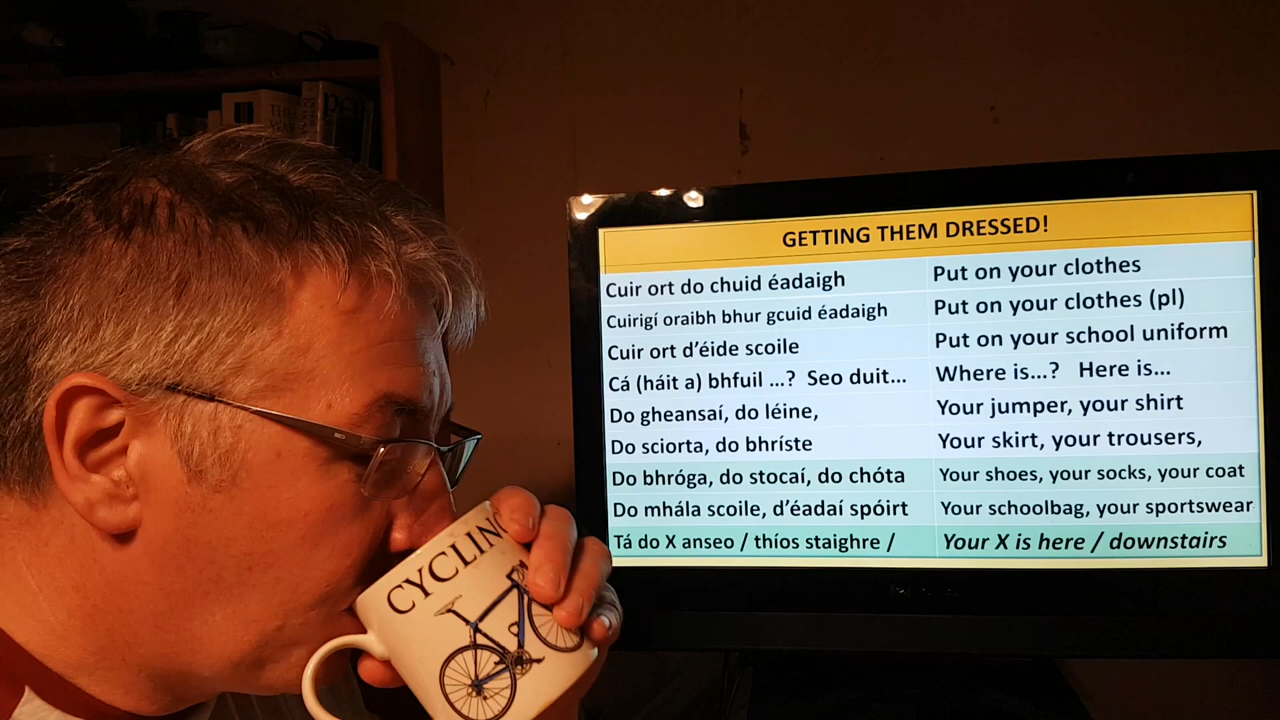 GETTING THEM DRESSED!
Cuir ort do chuid éadaigh Put on your clothes
Cuirigí oraibh bhur gcuid éadaigh Put on your clothes (pl)
Cuir ort d'éide scoile Put on your school uniform
Cá (háit a) bhfuil ...? Seo duit... Where is...? Here is...
Do gheansaí, do léine, Your jumper, your shirt
Do sciorta, do bhríste Your skirt, your trousers,
Do bhróga, do stocaí, do chóta Your shoes, your socks, your coat
Do mhála scoile, d'éadaí spóirt Your schoolbag, your sportswear
Tá do X anseo / thíos staighre / Your X is here / downstairs
CYCLING